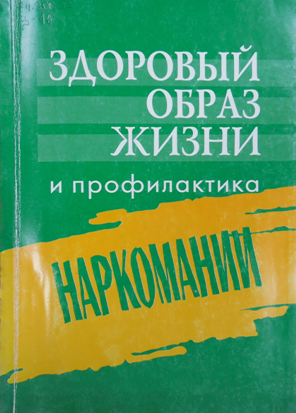 ЗДОРОВЫЙ
ОБРАЗ
ЖИЗНИ
и профилактика
НАРКОМАНИИ